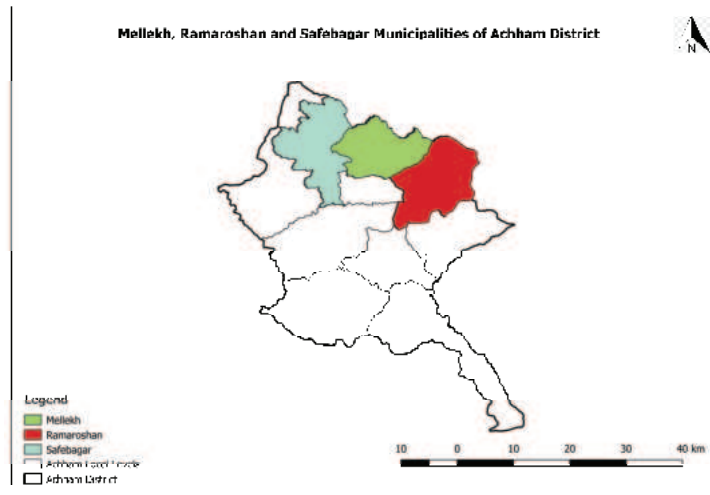 Mellekh, Ramaroshan and Safebagar Municipalities of Achham District
N
Legend
Mellekh
Ramaroshan
Safebagar
Achham
Achham District
10 0 10 20 30 40 km